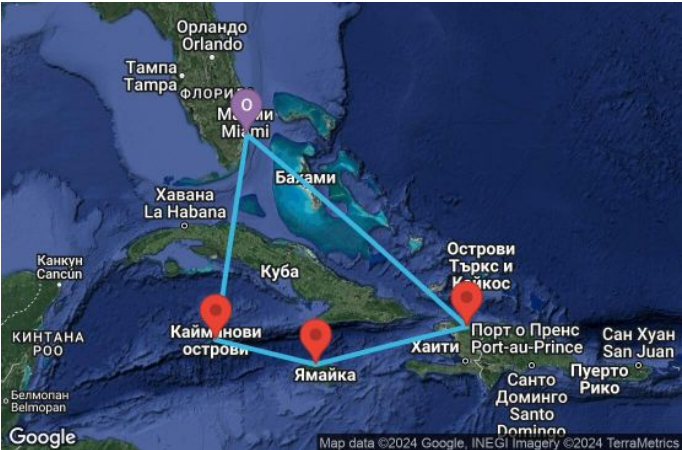 Орландо
Orlando
Тампа
Tampa
ФЛОРИДА
O
Маями
Miami
Бахами
Хавана
La Habana
Острови
Търкс и
Кайкос
Канкун
Cancún
Куба
КИНТАНА
РОО
Кайманови
острови
Порт о Пренс
Port-au-Prince
Хаити
Сан Хуан
San Juan
Ямайка
Пуерто
Рико
Санто
Доминго
Santo
Domingo
Белмопан
Belmopan
Google
Map data ©2024 Google, INEGI Imagery ©2024 TerraMetrics